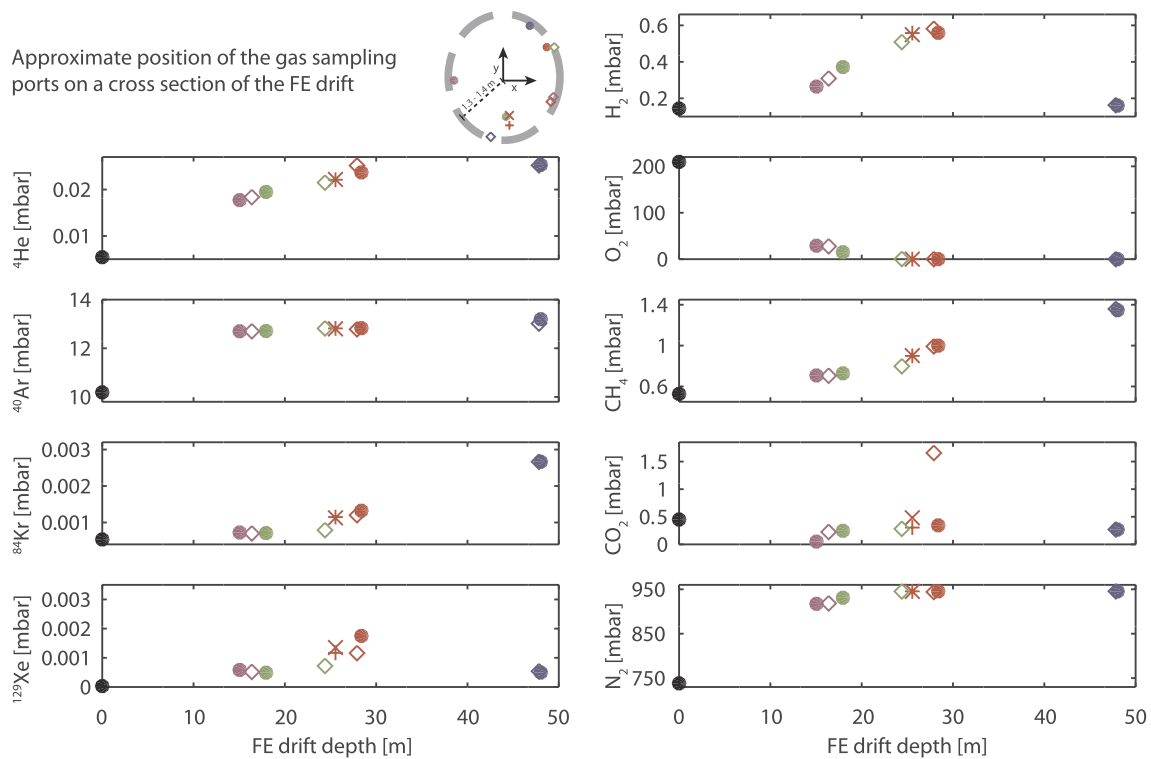 Approximate position of the gas sampling
ports on a cross section of the FE drift
y
x
1.3 - 1.4 m
⁴He [mbar]
0.02
0.01
⁴⁰Ar [mbar]
14
12
10
⁸⁴Kr [mbar]
0.003
0.002
0.001
¹²⁹Xe [mbar]
0.003
0.002
0.001
0
0 10 20 30 40 50
FE drift depth [m]
H₂ [mbar]
0.6
0.4
0.2
O₂ [mbar]
200
100
0
CH₄ [mbar]
1.4
1
0.6
CO₂ [mbar]
1.5
1
0.5
0
N₂ [mbar]
950
850
750
0 10 20 30 40 50
FE drift depth [m]